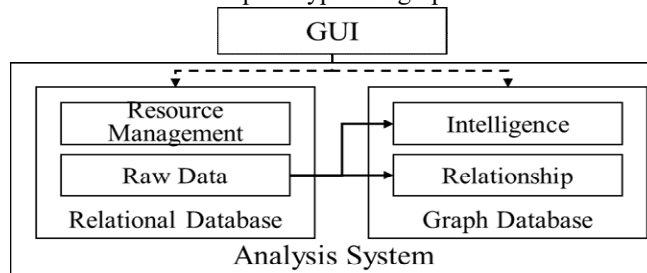 GUI
Resource
Management
Intelligence
Raw Data
Relationship
Relational Database
Graph Database
Analysis System